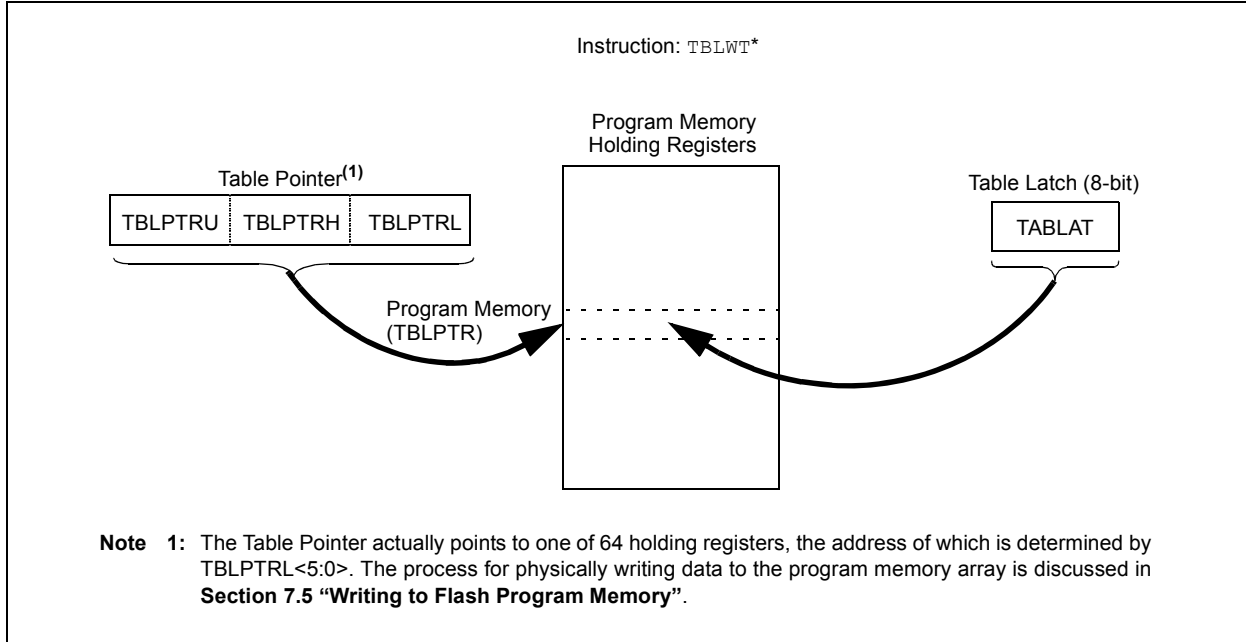 Instruction: TBLWT*
Program Memory
Holding Registers
Table Pointer(1)
Table Latch (8-bit)
TBLPTRU TBLPTRH TBLPTRL
TABLAT
Program Memory
(TBLPTR)
Note 1: The Table Pointer actually points to one of 64 holding registers, the address of which is determined by
TBLPTRL<5:0>. The process for physically writing data to the program memory array is discussed in
Section 7.5 “Writing to Flash Program Memory”.